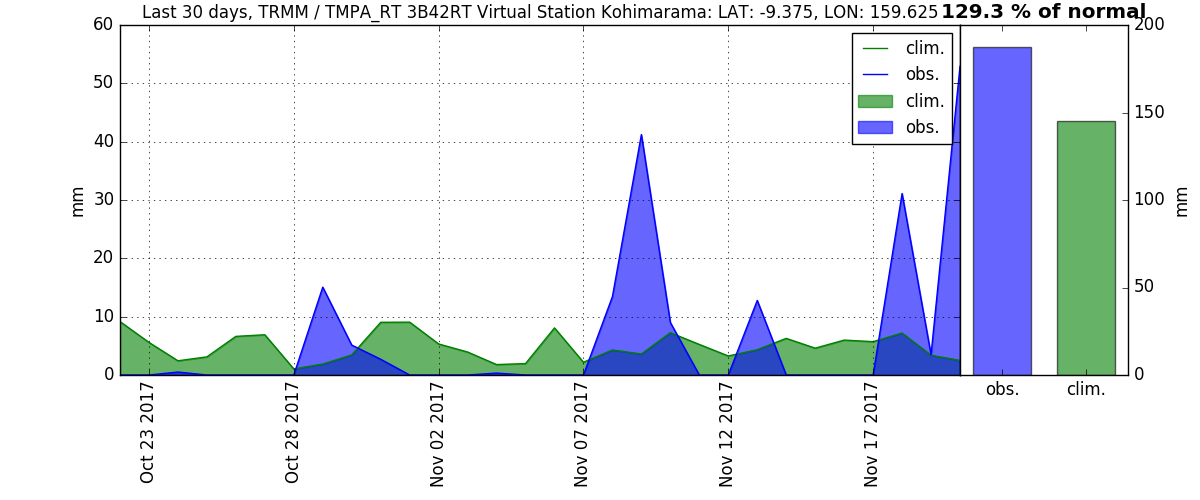 Last 30 days, TRMM / TMPA_RT 3B42RT Virtual Station Kohimarama: LAT: -9.375, LON: 159.625
129.3 % of normal
60
50
40
30
20
10
0
mm
clim.
obs.
clim.
obs.
Oct 23 2017
Oct 28 2017
Nov 02 2017
Nov 07 2017
Nov 12 2017
Nov 17 2017
200
150
100
50
0
mm
obs.
clim.